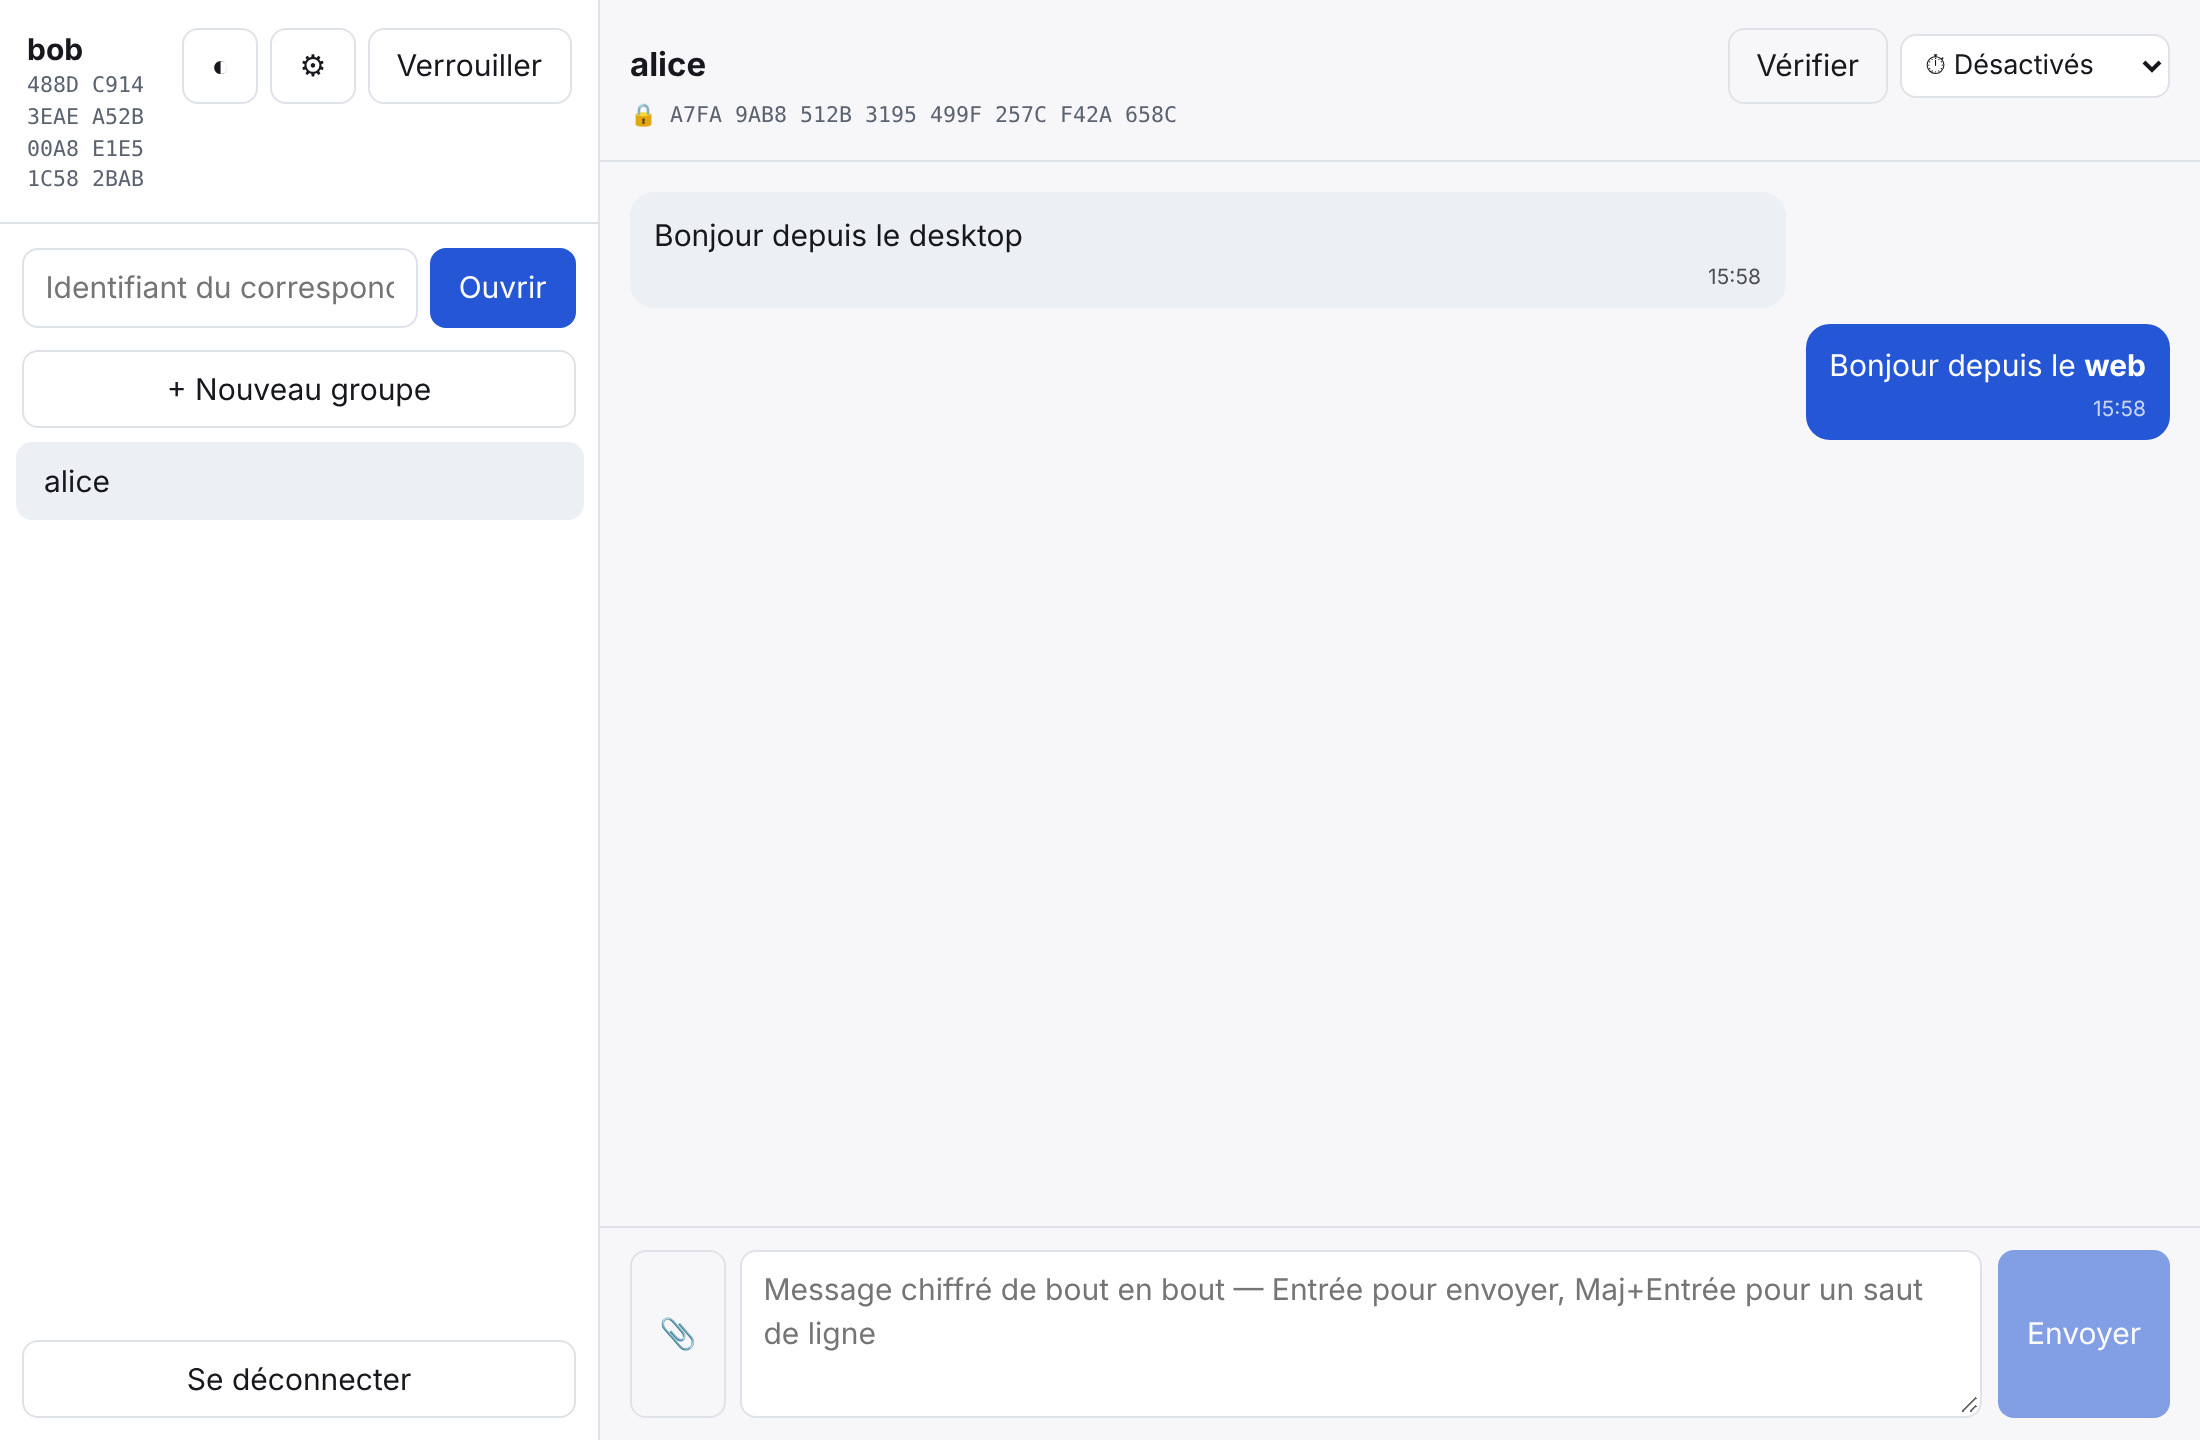 bob
488D C914
3EAE A52B
00A8 E1E5
1C58 2BAB
Verrouiller
Identifiant du correspond
Ouvrir
+ Nouveau groupe
alice
Se déconnecter
alice
A7FA 9AB8 512B 3195 499F 257C F42A 658C
Vérifier
Désactivés
Bonjour depuis le desktop
15:58
Bonjour depuis le web
15:58
Message chiffré de bout en bout — Entrée pour envoyer, Maj+Entrée pour un saut
de ligne
Envoyer